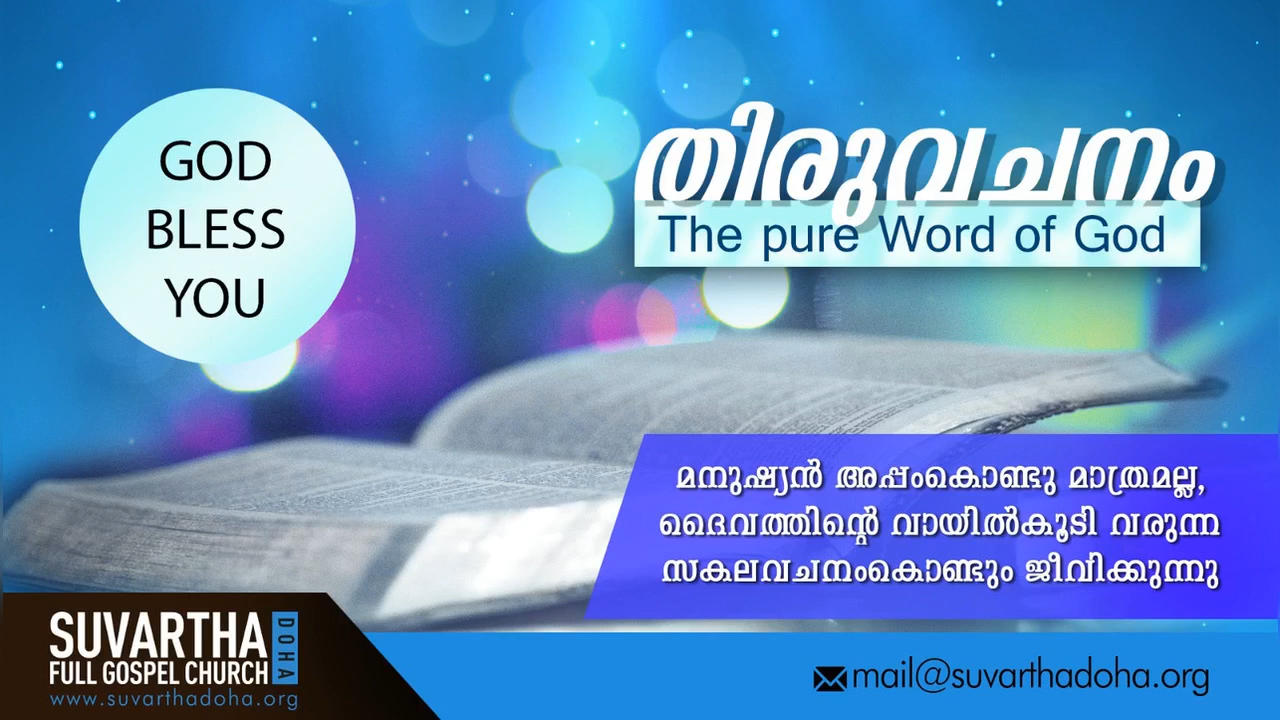 GOD
BLESS
YOU
തിരുവചനം
The pure Word of God
മനുഷ്യൻ അപ്പംകൊണ്ടു മാത്രമല്ല,
ദൈവത്തിന്റെ വായിൽകൂടി വരുന്ന
സകലവചനംകൊണ്ടും ജീവിക്കുന്നു
SUVARTHA DOHA
FULL GOSPEL CHURCH
www.suvarthadoha.org
mail@suvarthadoha.org